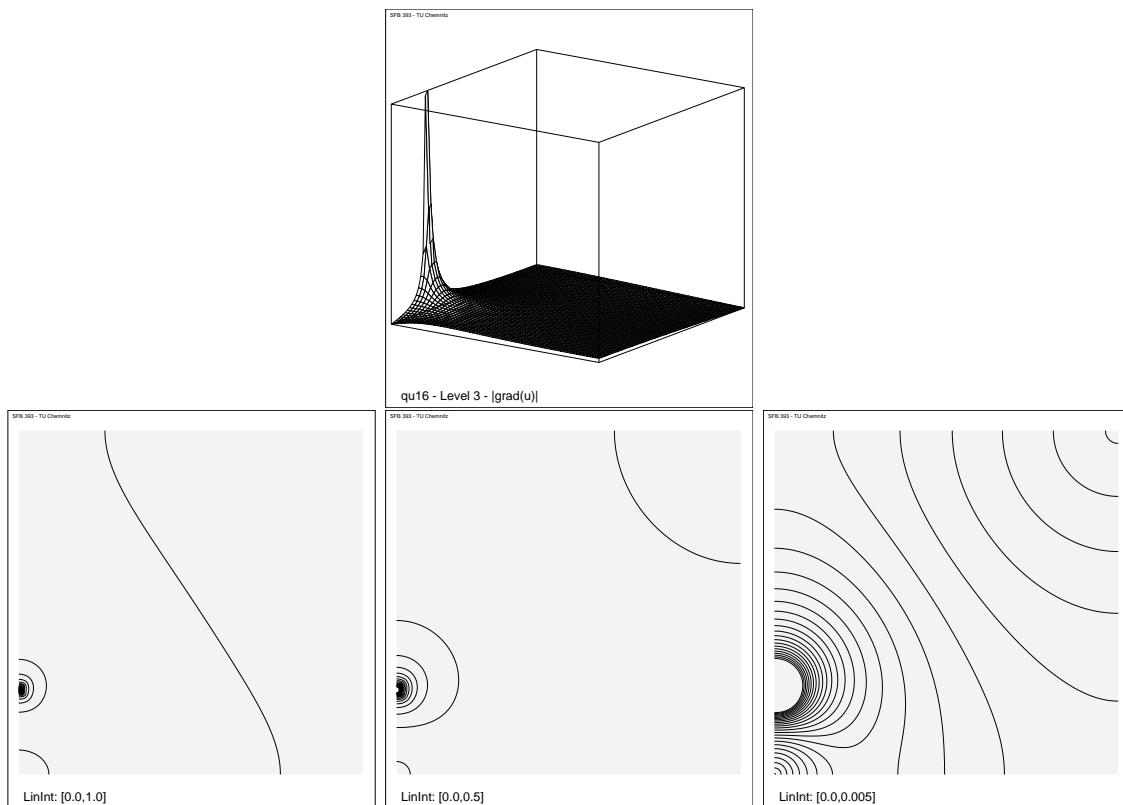 SFB 393 - TU Chemnitz
qu16 - Level 3 - |grad(u)|
SFB 393 - TU Chemnitz
SFB 393 - TU Chemnitz
SFB 393 - TU Chemnitz
LinInt: [0.0,1.0]
LinInt: [0.0,0.5]
LinInt: [0.0,0.005]